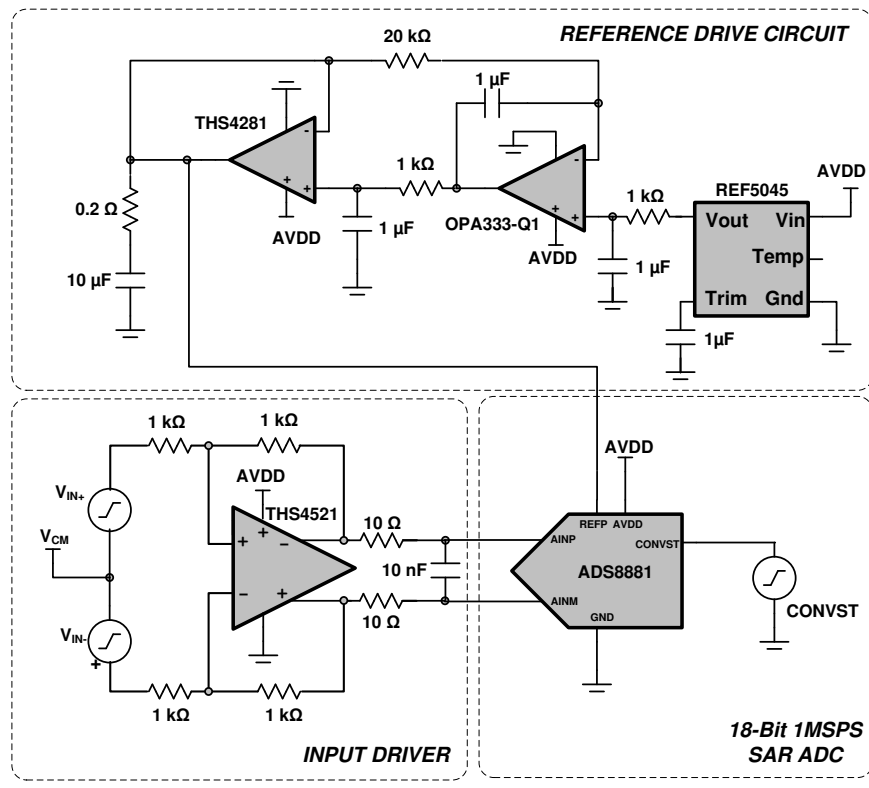 REFERENCE DRIVE CIRCUIT
20 kΩ
1 µF
THS4281
-
+
+
AVDD
1 kΩ
1 µF
-
+
+
OPA333-Q1
AVDD
1 kΩ
1 µF
REF5045
AVDD
Vout Vin
Temp
Trim Gnd
1µF
0.2 Ω
10 µF
1 kΩ
1 kΩ
VIN+
VCM
VIN-
+
AVDD
THS4521
+
+
−
−
+
10 Ω
10 nF
10 Ω
1 kΩ
1 kΩ
INPUT DRIVER
AVDD
REFP AVDD
AINP
CONVST
ADS8881
AINM
GND
CONVST
18-Bit 1MSPS
SAR ADC